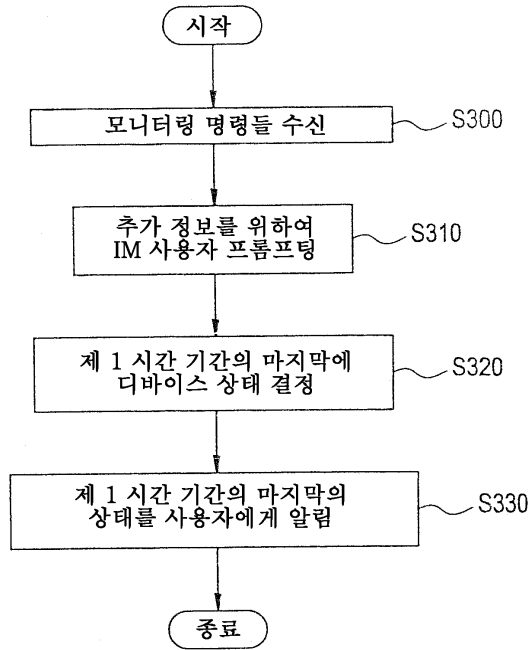 시작
모니터링 명령들 수신
S300
추가 정보를 위하여
IM 사용자 프롬프팅
S310
제 1 시간 기간의 마지막에
디바이스 상태 결정
S320
제 1 시간 기간의 마지막의
상태를 사용자에게 알림
S330
종료